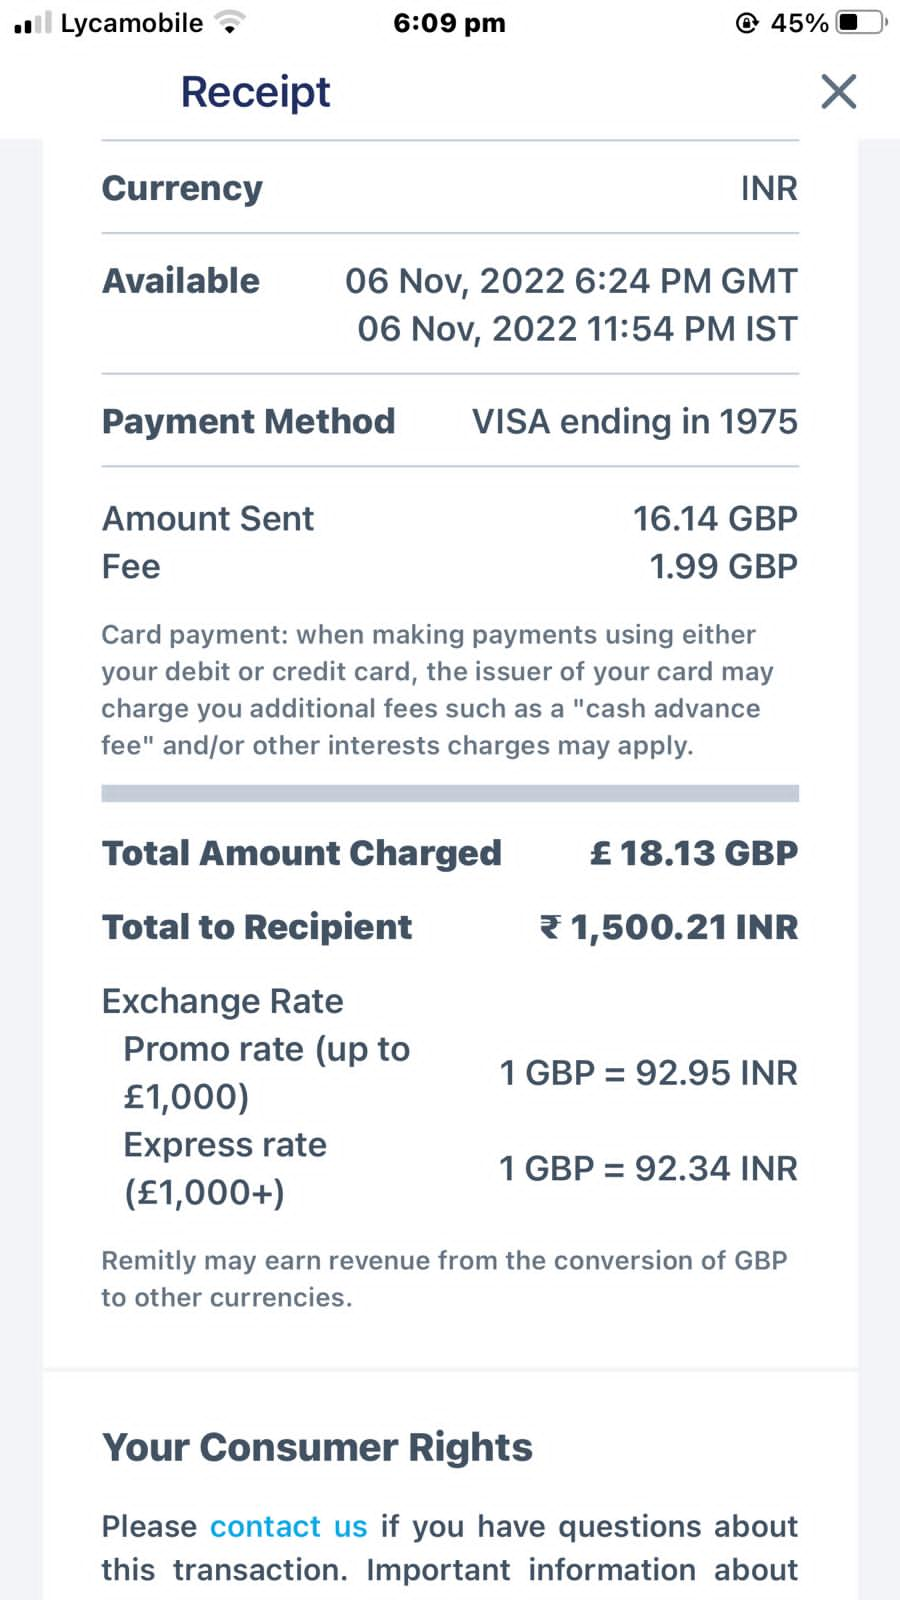 Lycamobile 6:09 pm 45%
Receipt
Currency INR
Available 06 Nov, 2022 6:24 PM GMT
06 Nov, 2022 11:54 PM IST
Payment Method VISA ending in 1975
Amount Sent 16.14 GBP
Fee 1.99 GBP
Card payment: when making payments using either
your debit or credit card, the issuer of your card may
charge you additional fees such as a "cash advance
fee" and/or other interests charges may apply.
Total Amount Charged £ 18.13 GBP
Total to Recipient ₹ 1,500.21 INR
Exchange Rate
Promo rate (up to
£1,000) 1 GBP = 92.95 INR
Express rate
(£1,000+) 1 GBP = 92.34 INR
Remitly may earn revenue from the conversion of GBP
to other currencies.
Your Consumer Rights
Please contact us if you have questions about
this transaction. Important information about